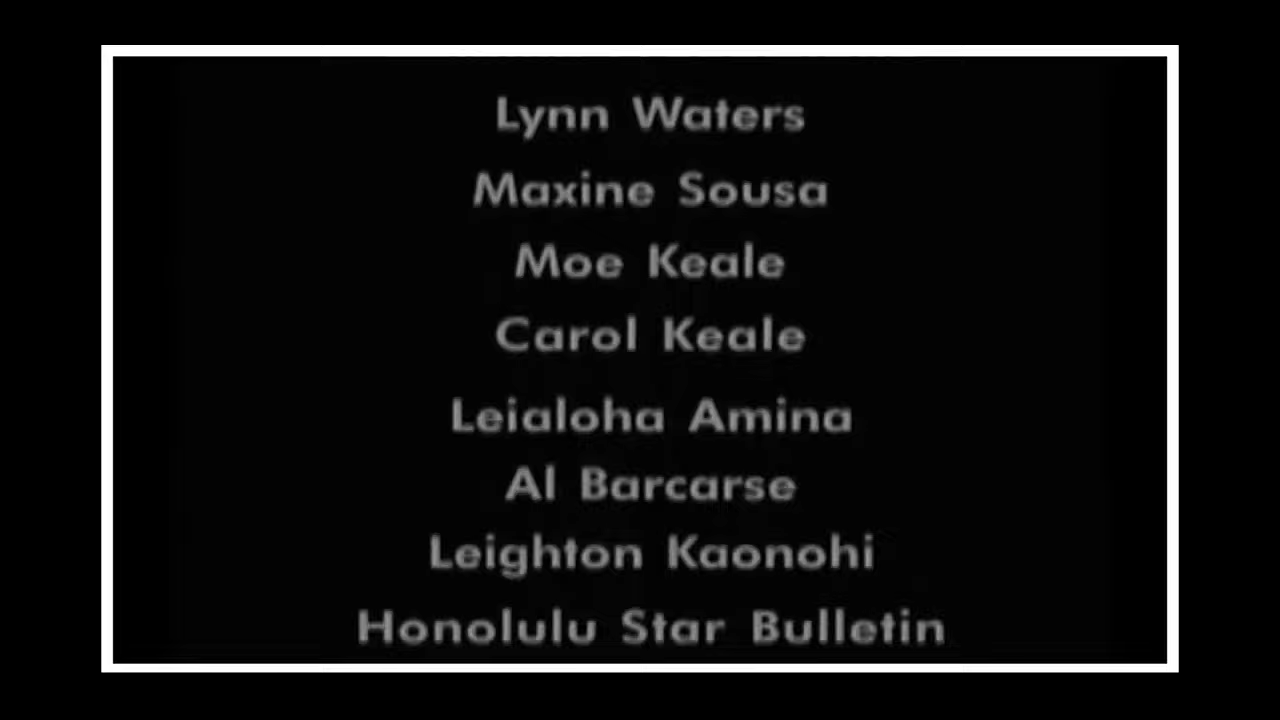 Lynn Waters
Maxine Sousa
Moe Keale
Carol Keale
Leialoha Amina
Al Barcarse
Leighton Kaonohi
Honolulu Star Bulletin